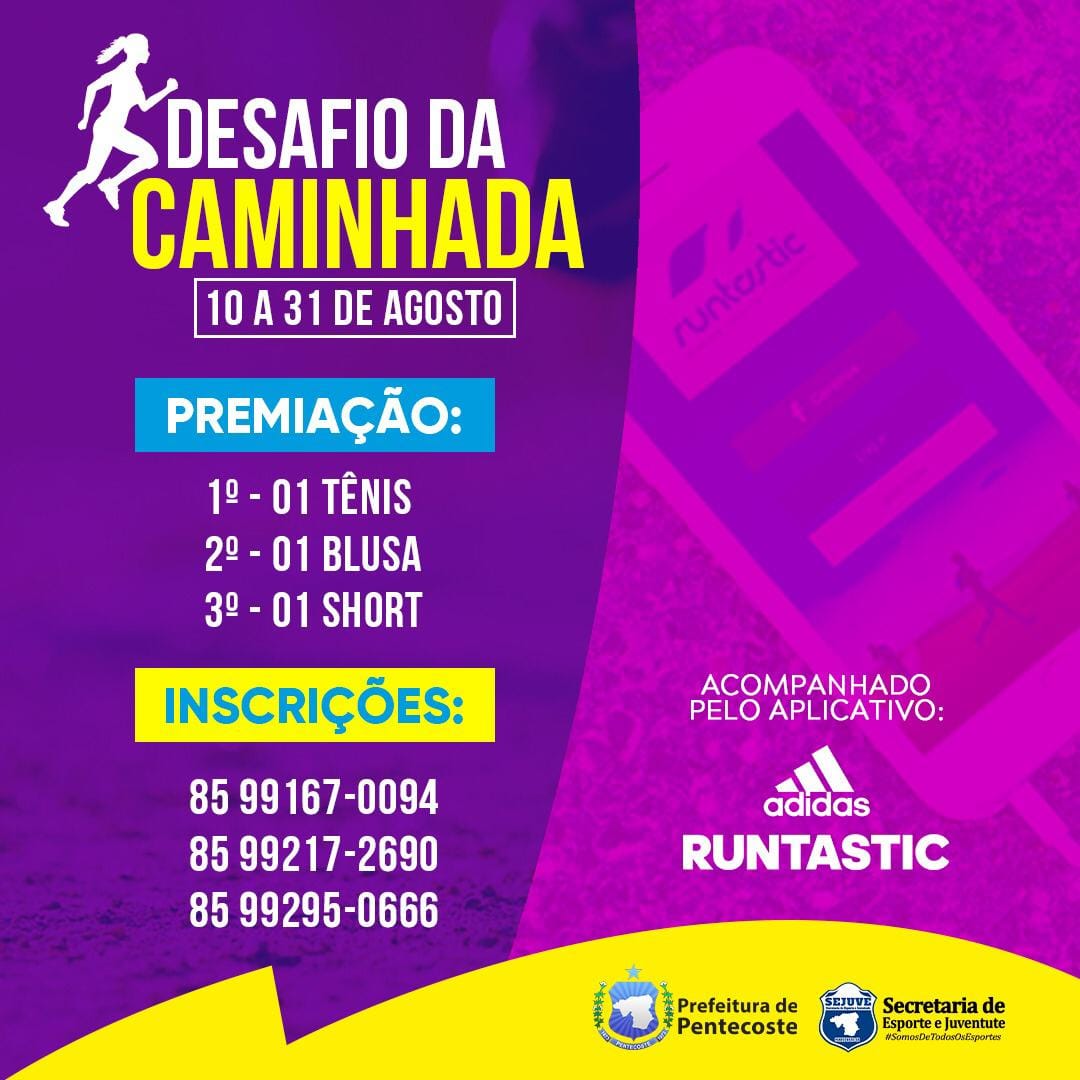 DESAFIO DA
CAMINHADA
10 A 31 DE AGOSTO
PREMIAÇÃO:
1º - 01 TÊNIS
2º - 01 BLUSA
3º - 01 SHORT
INSCRIÇÕES:
85 99167-0094
85 99217-2690
85 99295-0666
runtastic
ACOMPANHADO
PELO APLICATIVO:
adidas
RUNTASTIC
PENTECOSTE
Prefeitura de
Pentecoste
SEJUVE
Secretaria de
Esporte e Juventute
#SomosDeTodosOsEsportes